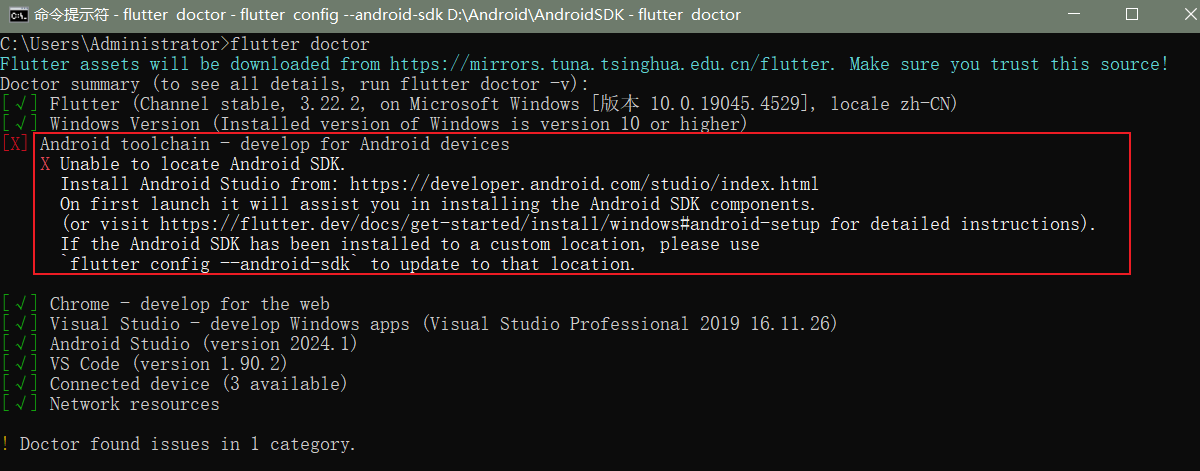 命令提示符 - flutter doctor - flutter config --android-sdk D:\Android\AndroidSDK - flutter doctor
C:\Users\Administrator>flutter doctor
Flutter assets will be downloaded from https://mirrors.tuna.tsinghua.edu.cn/flutter. Make sure you trust this source!
Doctor summary (to see all details, run flutter doctor -v):
[√] Flutter (Channel stable, 3.22.2, on Microsoft Windows [版本 10.0.19045.4529], locale zh-CN)
[√] Windows Version (Installed version of Windows is version 10 or higher)
[X] Android toolchain - develop for Android devices
X Unable to locate Android SDK.
Install Android Studio from: https://developer.android.com/studio/index.html
On first launch it will assist you in installing the Android SDK components.
(or visit https://flutter.dev/docs/get-started/install/windows#android-setup for detailed instructions).
If the Android SDK has been installed to a custom location, please use
`flutter config --android-sdk` to update to that location.
[√] Chrome - develop for the web
[√] Visual Studio - develop Windows apps (Visual Studio Professional 2019 16.11.26)
[√] Android Studio (version 2024.1)
[√] VS Code (version 1.90.2)
[√] Connected device (3 available)
[√] Network resources
! Doctor found issues in 1 category.